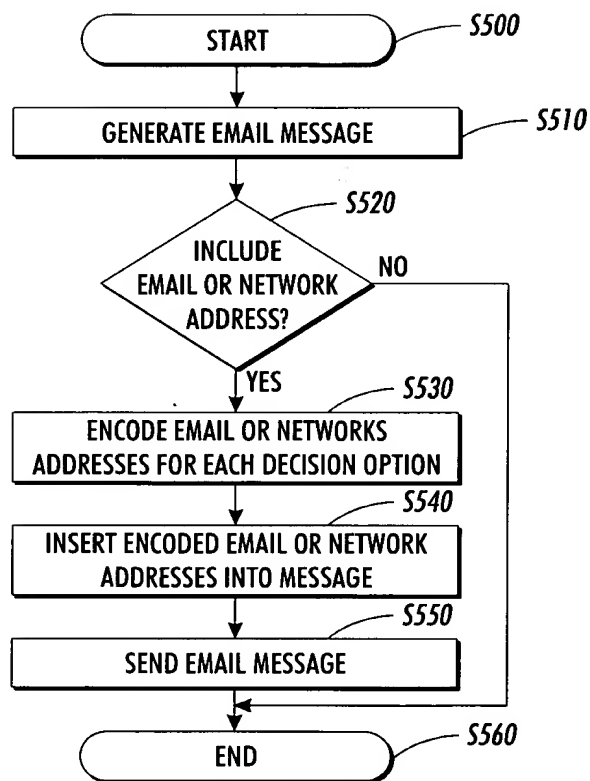 START
S500
GENERATE EMAIL MESSAGE
S510
S520
INCLUDE
EMAIL OR NETWORK
ADDRESS?
NO
YES
S530
ENCODE EMAIL OR NETWORKS
ADDRESSES FOR EACH DECISION OPTION
S540
INSERT ENCODED EMAIL OR NETWORK
ADDRESSES INTO MESSAGE
S550
SEND EMAIL MESSAGE
END
S560